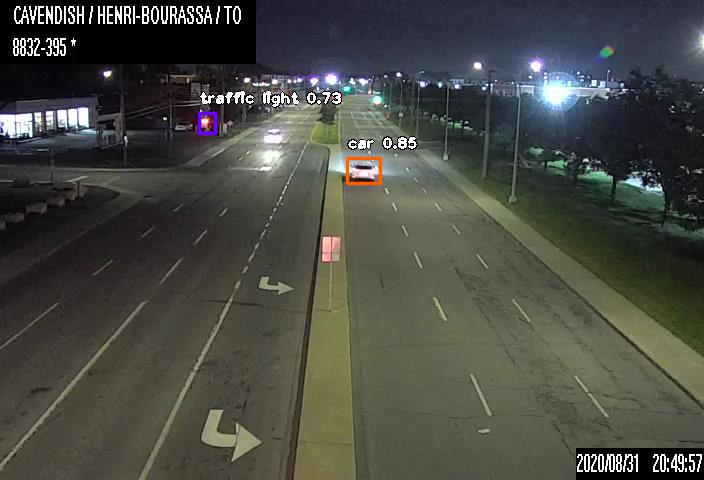 CAVENDISH / HENRI-BOURASSA / TO
8832-395 *
traffic light 0.73
car 0.85
2020/08/31 20:49:57